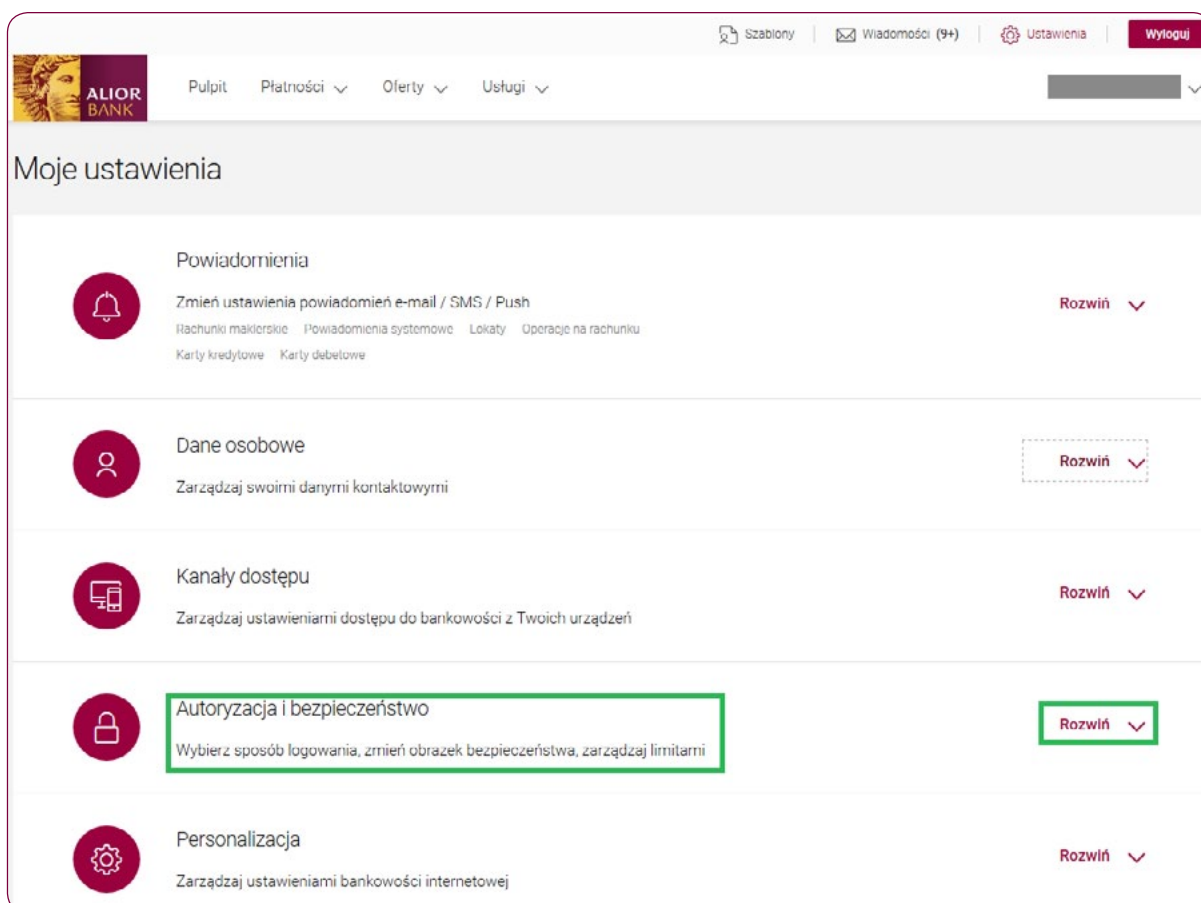 Szablony
Wiadomości (9+)
Ustawienia
Wyloguj
ALIOR
BANK
Pulpit
Płatności
Oferty
Usługi
Moje ustawienia
Powiadomienia
Zmień ustawienia powiadomień e-mail / SMS / Push
Rachunki maklerskie Powiadomienia systemowe Lokaty Operacje na rachunku
Karty kredytowe Karty debetowe
Rozwiń
Dane osobowe
Zarządzaj swoimi danymi kontaktowymi
Rozwiń
Kanały dostępu
Zarządzaj ustawieniami dostępu do bankowości z Twoich urządzeń
Rozwiń
Autoryzacja i bezpieczeństwo
Wybierz sposób logowania, zmień obrazek bezpieczeństwa, zarządzaj limitami
Rozwiń
Personalizacja
Zarządzaj ustawieniami bankowości internetowej
Rozwiń